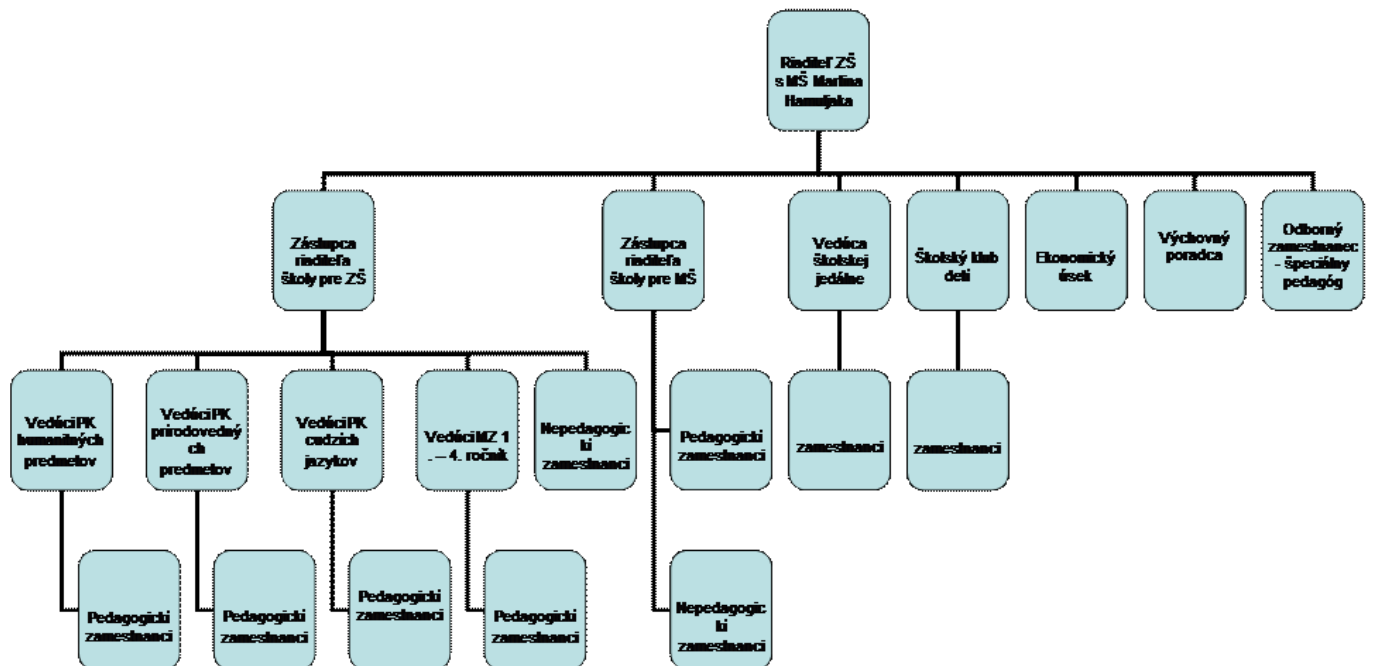 Riaditeľ ZŠ
s MŠ Martina
Hamuljaka
Zástupca
riaditeľa
školy pre ZŠ
Zástupca
riaditeľa
školy pre MŠ
Vedúca
školskej
jedálne
Školský klub
detí
Ekonomický
úsek
Výchovný
poradca
Odborný
zamestnanec
- špeciálny
pedagóg
Vedúci PK
humanitných
predmetov
Vedúci PK
prírodovedný
ch
predmetov
Vedúci PK
cudzích
jazykov
Vedúci MZ 1
. – 4. ročník
Nepedagogic
kí
zamestnanci
Pedagogickí
zamestnanci
zamestnanci
zamestnanci
Pedagogickí
zamestnanci
Pedagogickí
zamestnanci
Pedagogickí
zamestnanci
Pedagogickí
zamestnanci
Nepedagogic
kí
zamestnanci